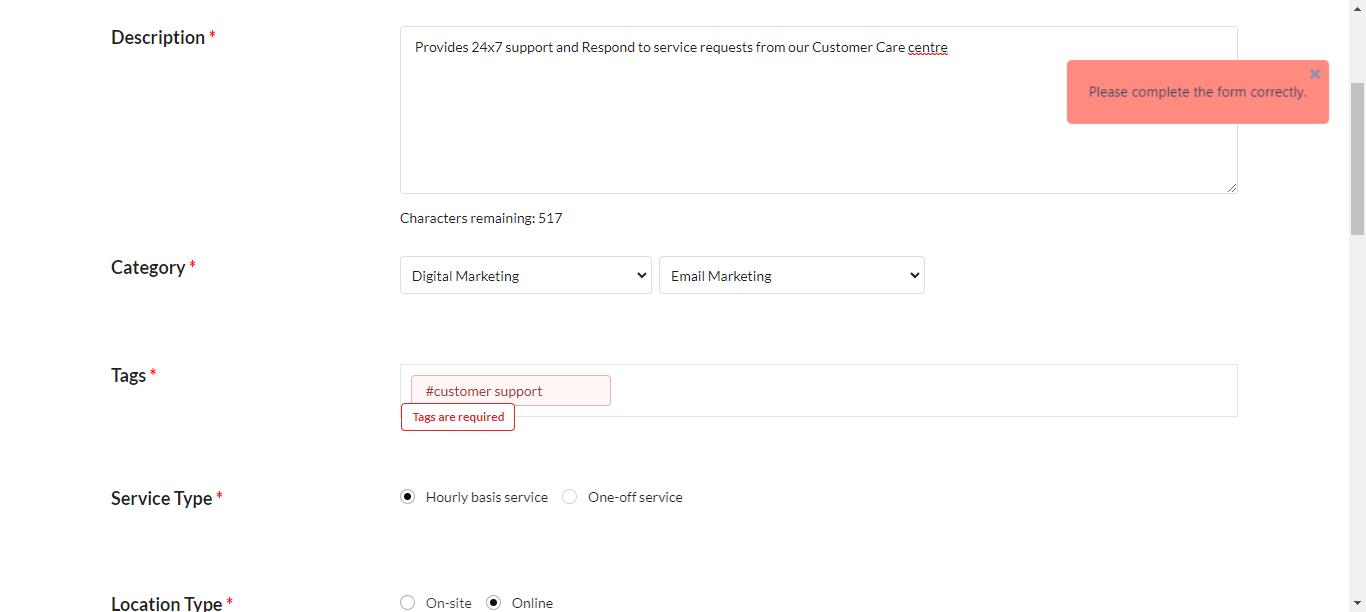 Description *
Provides 24x7 support and Respond to service requests from our Customer Care centre
Please complete the form correctly.
Characters remaining: 517
Category *
Digital Marketing
Email Marketing
Tags *
#customer support
Tags are required
Service Type *
Hourly basis service
One-off service
Location Type *
On-site
Online